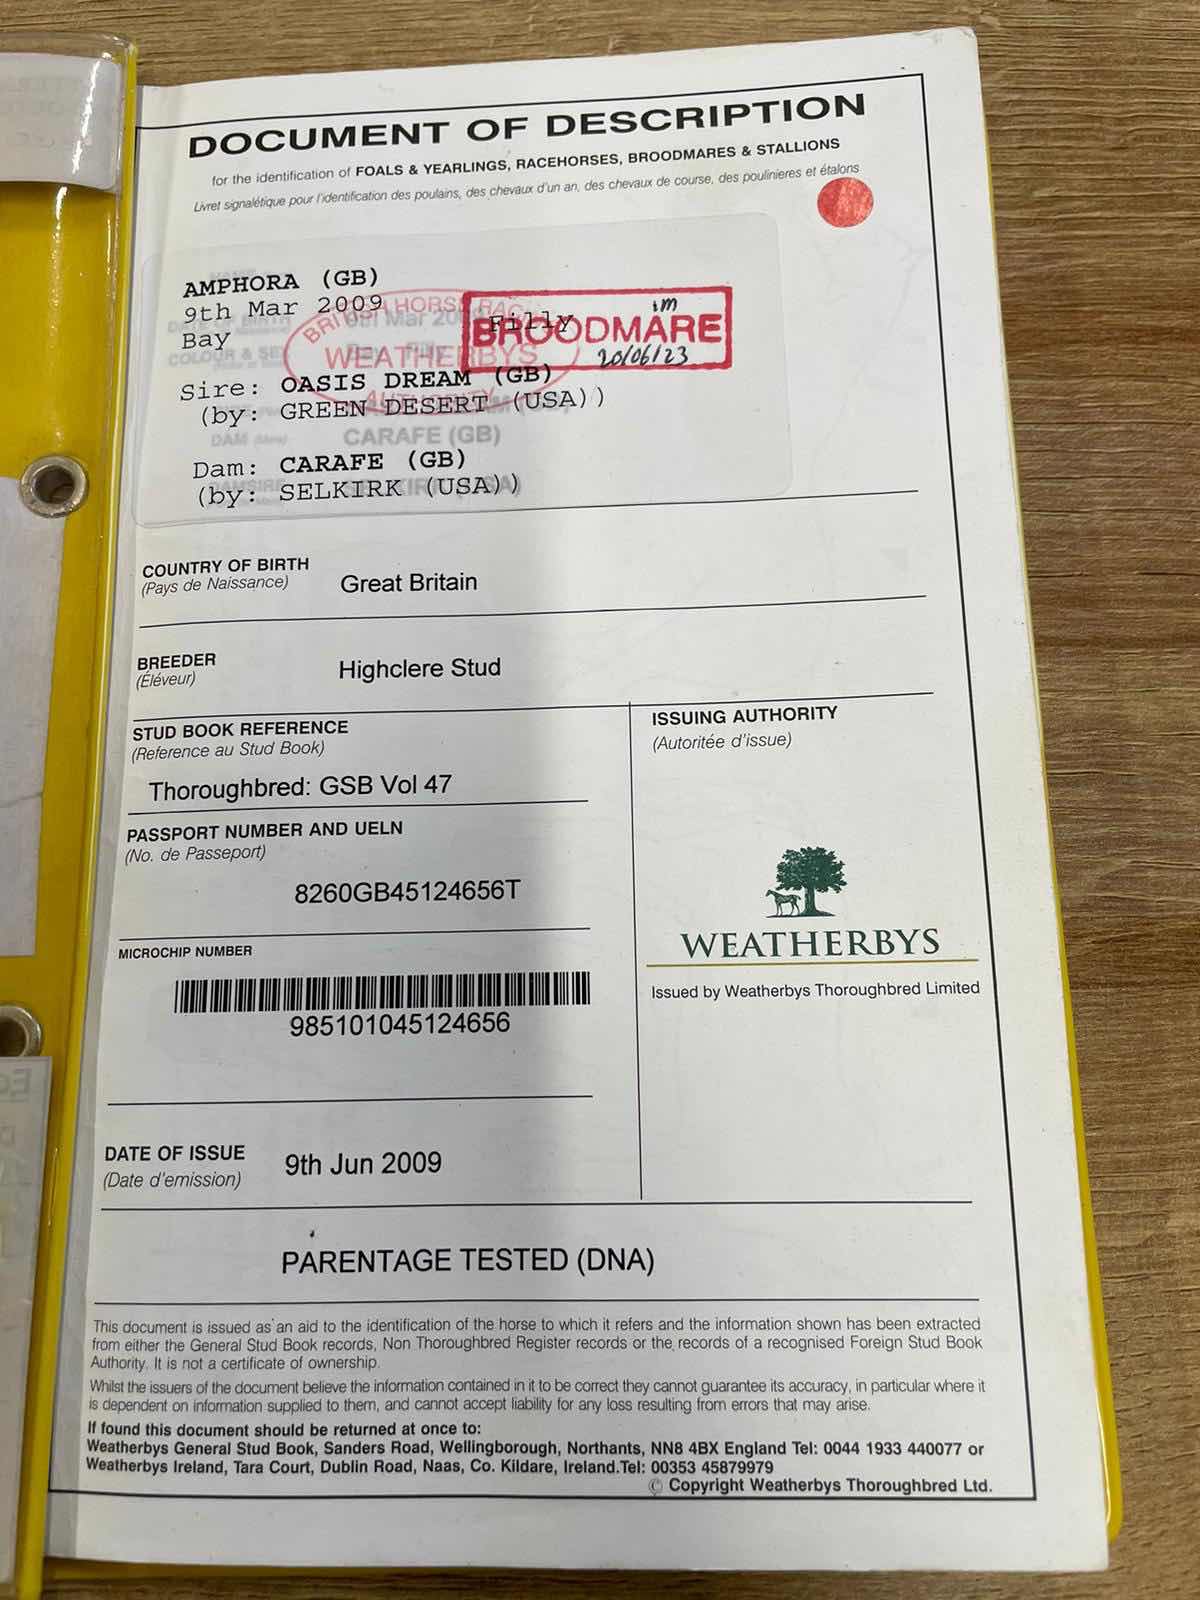 DOCUMENT OF DESCRIPTION
for the identification of FOALS & YEARLINGS, RACEHORSES, BROODMARES & STALLIONS
Livret signalétique pour l'identification des poulains, des chevaux d'un an, des chevaux de course, des poulinieres et étalons
AMPHORA (GB)
9th Mar 2009
Filly
Bay
BRITISH HORSE RAC
WEATHERBYS
AUTHORITY
BROODMARE
im
20/06/23
Sire: OASIS DREAM (GB)
(by: GREEN DESERT (USA))
DAM
CARAFE (GB)
Dam: CARAFE (GB)
(by: SELKIRK (USA))
COUNTRY OF BIRTH
(Pays de Naissance)
Great Britain
BREEDER
(Éléveur)
Highclere Stud
STUD BOOK REFERENCE
(Reference au Stud Book)
Thoroughbred: GSB Vol 47
PASSPORT NUMBER AND UELN
(No. de Passeport)
8260GB45124656T
MICROCHIP NUMBER
985101045124656
DATE OF ISSUE
(Date d'emission)
9th Jun 2009
ISSUING AUTHORITY
(Autoritée d'issue)
WEATHERBYS
Issued by Weatherbys Thoroughbred Limited
PARENTAGE TESTED (DNA)
This document is issued as an aid to the identification of the horse to which it refers and the information shown has been extracted
from either the General Stud Book records, Non Thoroughbred Register records or the records of a recognised Foreign Stud Book
Authority. It is not a certificate of ownership.
Whilst the issuers of the document believe the information contained in it to be correct they cannot guarantee its accuracy, in particular where it
is dependent on information supplied to them, and cannot accept liability for any loss resulting from errors that may arise.
If found this document should be returned at once to:
Weatherbys General Stud Book, Sanders Road, Wellingborough, Northants, NN8 4BX England Tel: 0044 1933 440077 or
Weatherbys Ireland, Tara Court, Dublin Road, Naas, Co. Kildare, Ireland.Tel: 00353 45879979
© Copyright Weatherbys Thoroughbred Ltd.